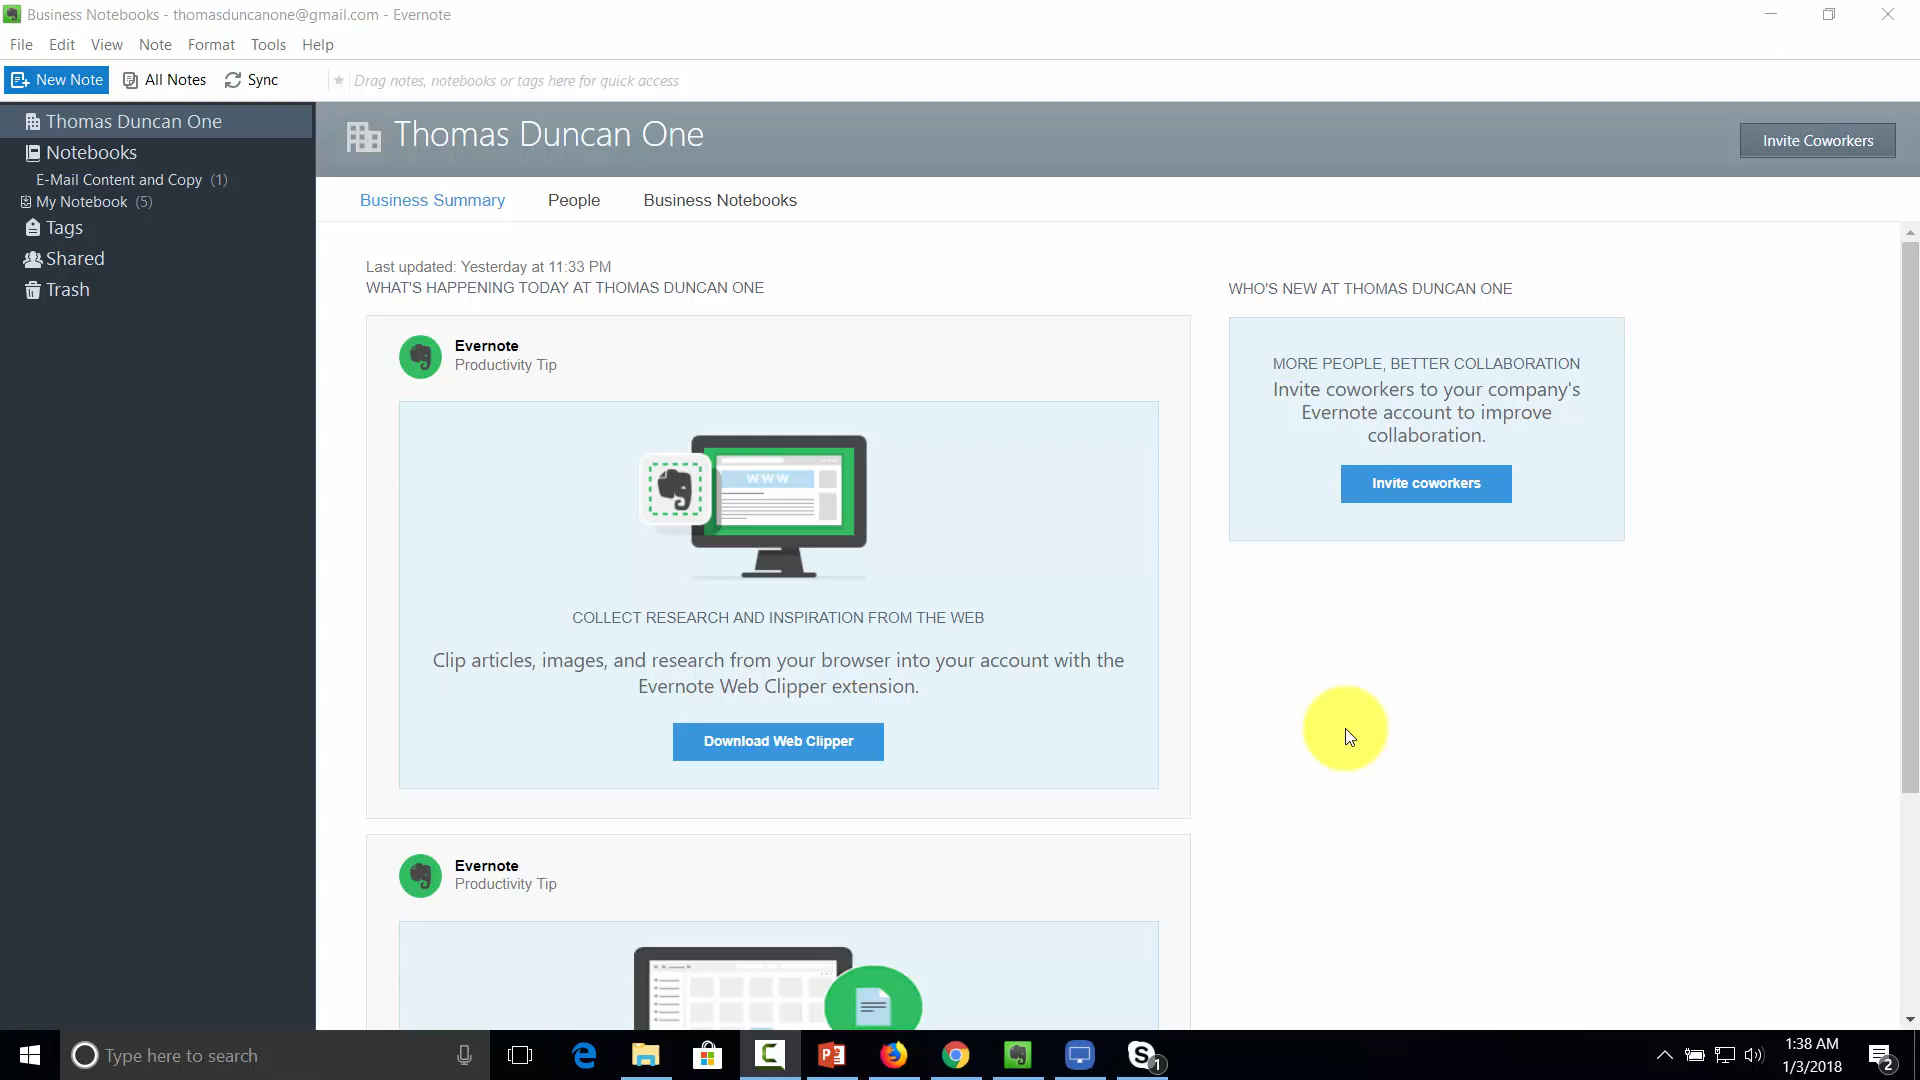 Business Notebooks - thomasduncanone@gmail.com - Evernote
File Edit View Note Format Tools Help
New Note All Notes Sync Drag notes, notebooks or tags here for quick access
Thomas Duncan One
Notebooks
E-Mail Content and Copy (1)
My Notebook (5)
Tags
Shared
Trash
Thomas Duncan One
Invite Coworkers
Business Summary People Business Notebooks
Last updated: Yesterday at 11:33 PM
WHAT'S HAPPENING TODAY AT THOMAS DUNCAN ONE
Evernote
Productivity Tip
WWW
COLLECT RESEARCH AND INSPIRATION FROM THE WEB
Clip articles, images, and research from your browser into your account with the
Evernote Web Clipper extension.
Download Web Clipper
Evernote
Productivity Tip
WHO'S NEW AT THOMAS DUNCAN ONE
MORE PEOPLE, BETTER COLLABORATION
Invite coworkers to your company's
Evernote account to improve
collaboration.
Invite coworkers
Type here to search
1
1:38 AM
1/3/2018
2